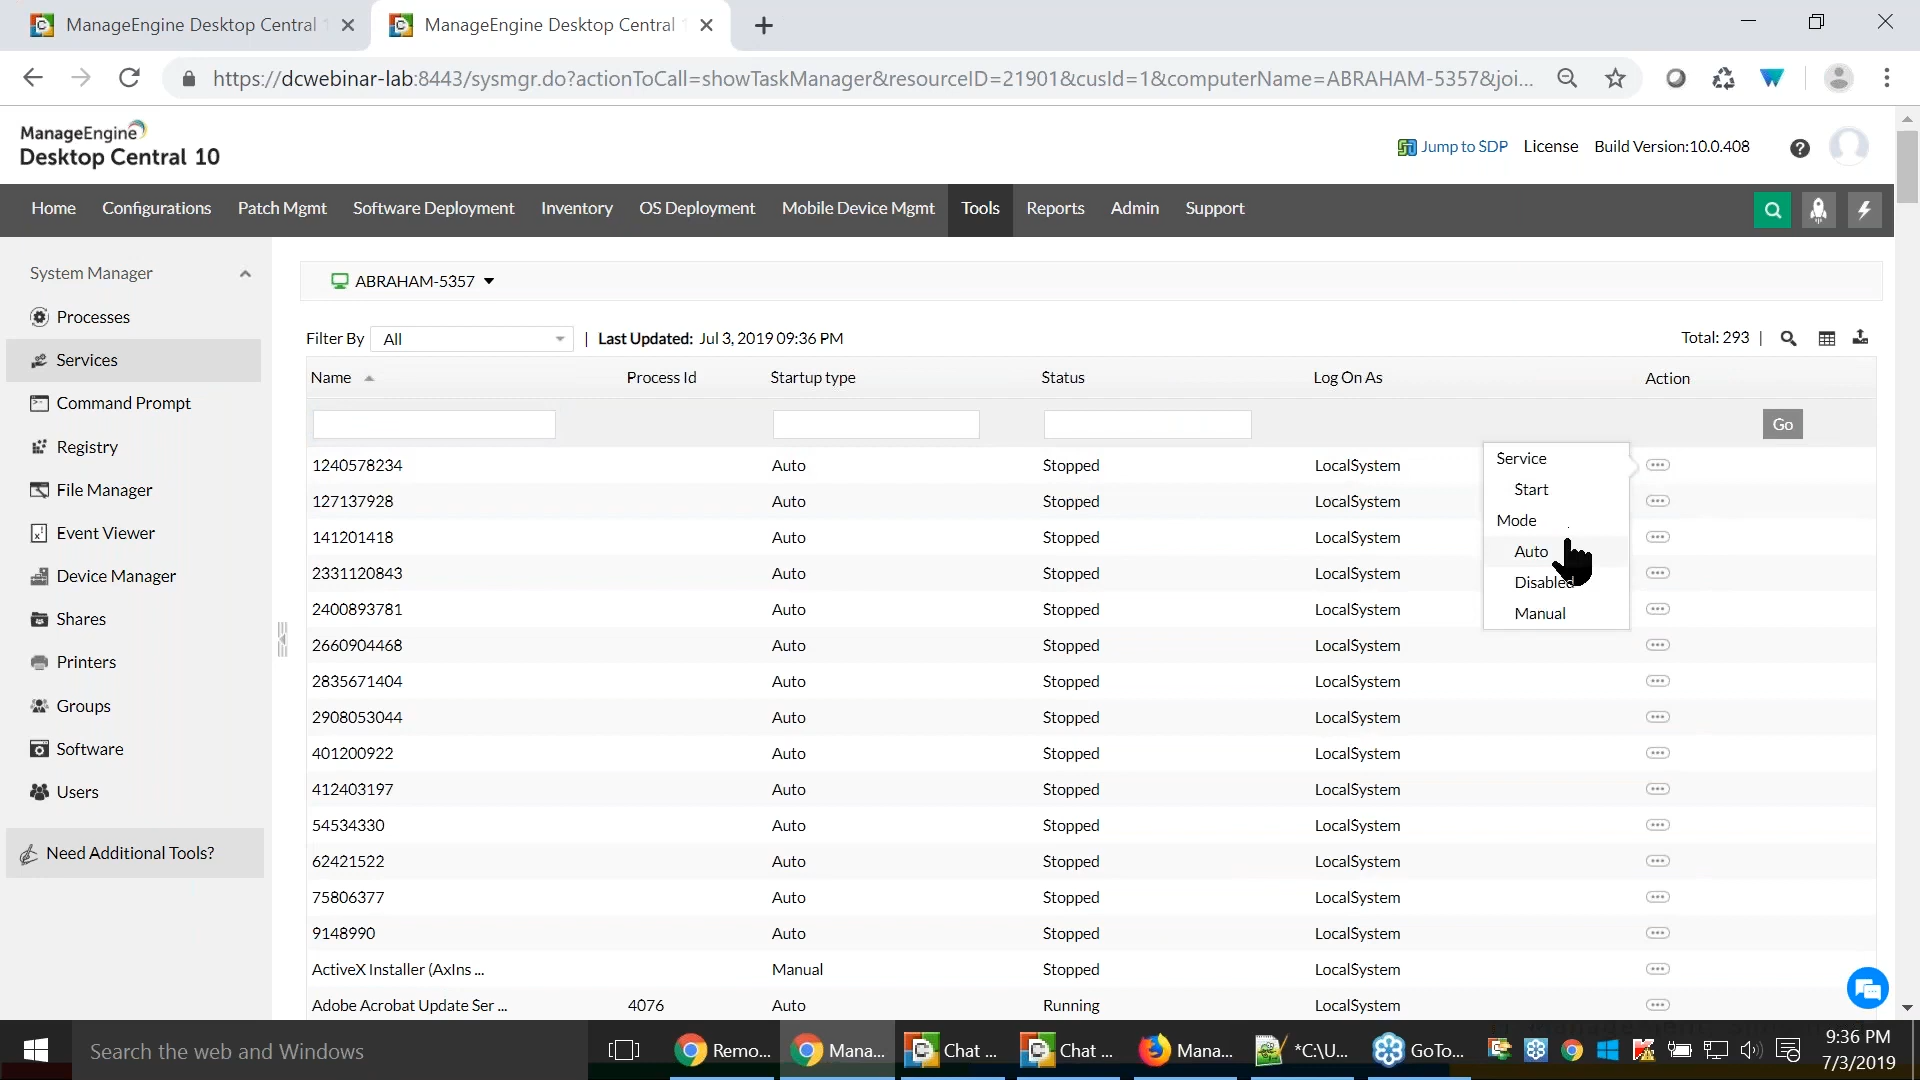 ManageEngine Desktop Central
ManageEngine Desktop Central
https://dcwebinar-lab:8443/sysmgr.do?actionToCall=showTaskManager&resourceID=21901&cusId=1&computerName=ABRAHAM-5357&joi...
ManageEngine
Desktop Central 10
Jump to SDP License Build Version:10.0.408
Home Configurations Patch Mgmt Software Deployment Inventory OS Deployment Mobile Device Mgmt Tools Reports Admin Support
System Manager
Processes
Services
Command Prompt
Registry
File Manager
Event Viewer
Device Manager
Shares
Printers
Groups
Software
Users
Need Additional Tools?
ABRAHAM-5357
Filter By All | Last Updated: Jul 3, 2019 09:36 PM Total: 293 |
Name Process Id Startup type Status Log On As Action
Go
1240578234 Auto Stopped LocalSystem
127137928 Auto Stopped LocalSystem
141201418 Auto Stopped LocalSystem
2331120843 Auto Stopped LocalSystem
2400893781 Auto Stopped LocalSystem
2660904468 Auto Stopped LocalSystem
2835671404 Auto Stopped LocalSystem
2908053044 Auto Stopped LocalSystem
401200922 Auto Stopped LocalSystem
412403197 Auto Stopped LocalSystem
54534330 Auto Stopped LocalSystem
62421522 Auto Stopped LocalSystem
75806377 Auto Stopped LocalSystem
9148990 Auto Stopped LocalSystem
ActiveX Installer (AxIns ... Manual Stopped LocalSystem
Adobe Acrobat Update Ser ... 4076 Auto Running LocalSystem
Service
Start
Mode
Auto
Disabled
Manual
Search the web and Windows
Remo... Mana... Chat ... Chat ... Mana... *C:\U... GoTo...
9:36 PM
7/3/2019